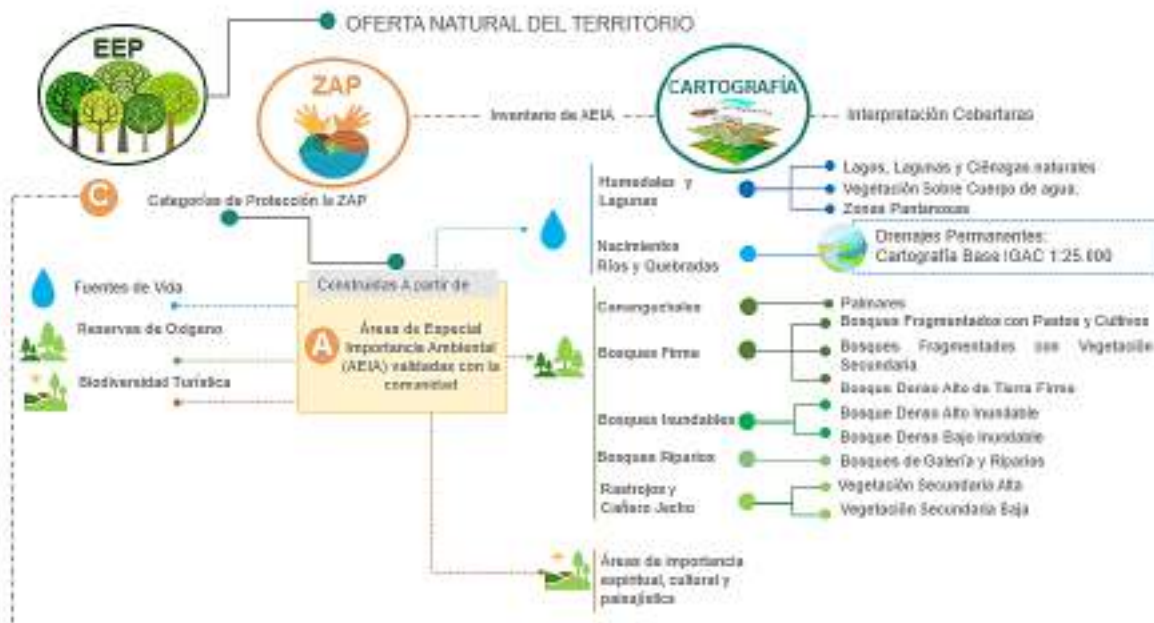 OFERTA NATURAL DEL TERRITORIO
EEP
ZAP
CARTOGRAFÍA
Inventario de AEIA
Interpretación Coberturas
C
Categorías de Protección la ZAP
Fuentes de Vida
Reservas de Oxígeno
Biodiversidad Turística
Construidas A partir de
A
Áreas de Especial
Importancia Ambiental
(AEIA) validadas con la
comunidad
Humedales y
Lagunas
Lagos, Lagunas y Ciénagas naturales
Vegetación Sobre Cuerpo de agua.
Zonas Pantanosas
Nacimientos
Ríos y Quebradas
Drenajes Permanentes:
Cartografía Base IGAC 1:25.000
Cananguchales
Palmares
Bosques Firme
Bosques Fragmentados con Pastos y Cultivos
Bosques Fragmentados con Vegetación
Secundaria
Bosque Denso Alto de Tierra Firme
Bosques Inundables
Bosque Denso Alto Inundable
Bosque Denso Bajo Inundable
Bosques Riparios
Bosques de Galería y Riparios
Rastrojos y
Cañero Jecho
Vegetación Secundaria Alta
Vegetación Secundaria Baja
Áreas de importancia
espiritual, cultural y
paisajística